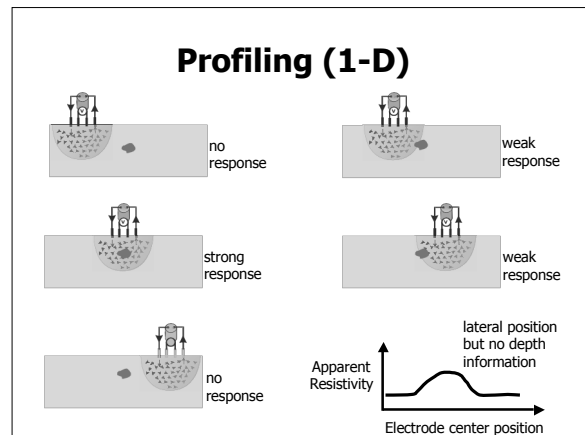 Profiling (1-D)
no
response
weak
response
strong
response
weak
response
no
response
lateral position
but no depth
information
Apparent
Resistivity
Electrode center position